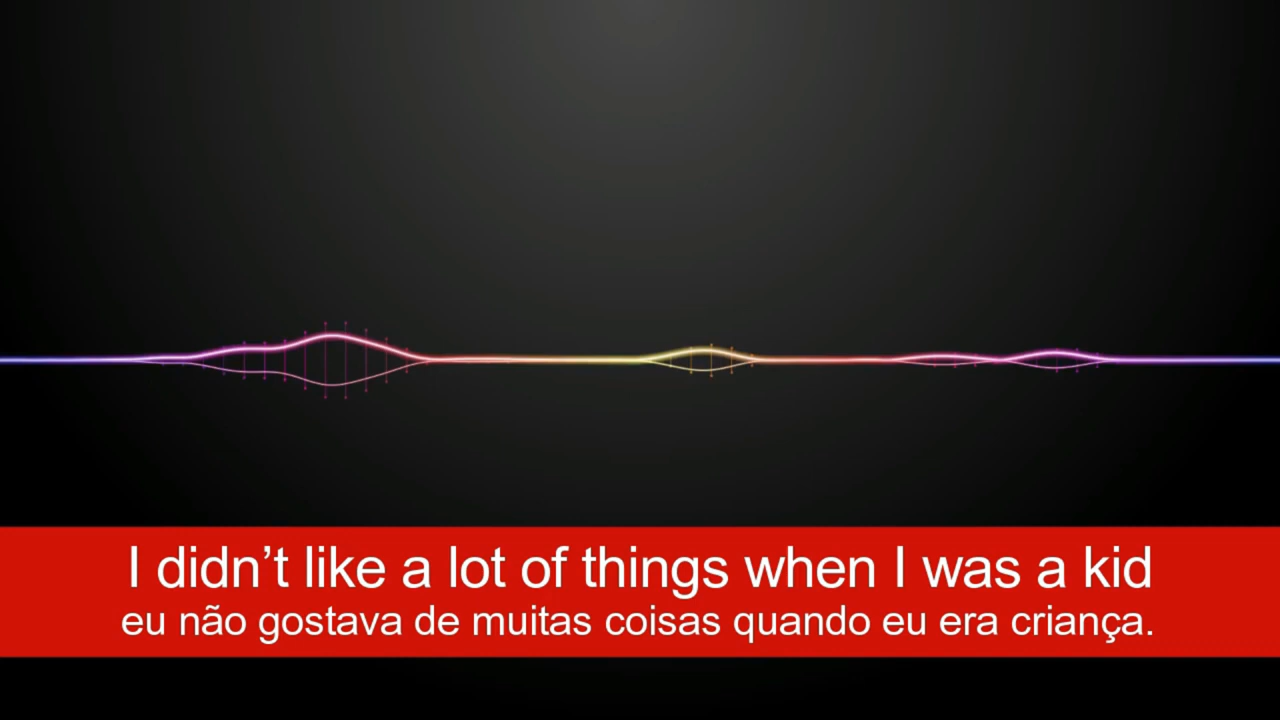 I didn’t like a lot of things when I was a kid
eu não gostava de muitas coisas quando eu era criança.